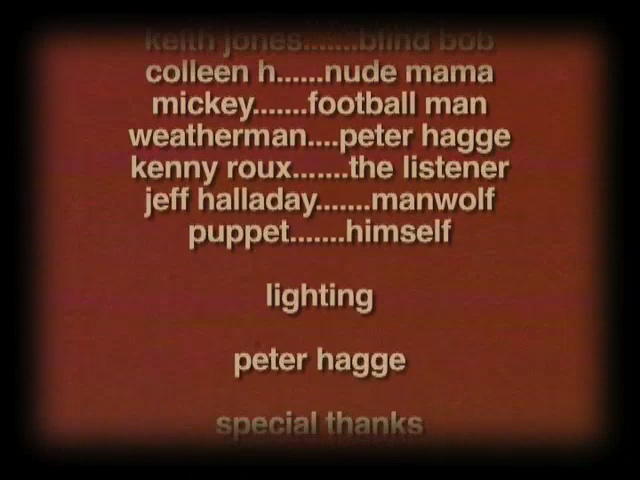 keith jones.......blind bob
colleen h......nude mama
mickey.......football man
weatherman....peter hagge
kenny roux.......the listener
jeff halladay.......manwolf
puppet.......himself
lighting
peter hagge
special thanks